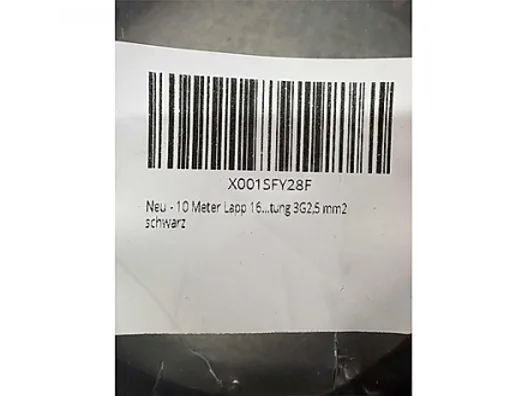 X001SFY28F
Neu - 10 Meter Lapp 16...tung 3G2,5 mm2
schwarz